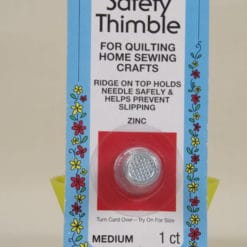 Safety
Thimble
FOR QUILTING
HOME SEWING
CRAFTS
RIDGE ON TOP HOLDS
NEEDLE SAFELY &
HELPS PREVENT
SLIPPING
ZINC
Turn Card Over – Try On For Size
MEDIUM 1 ct